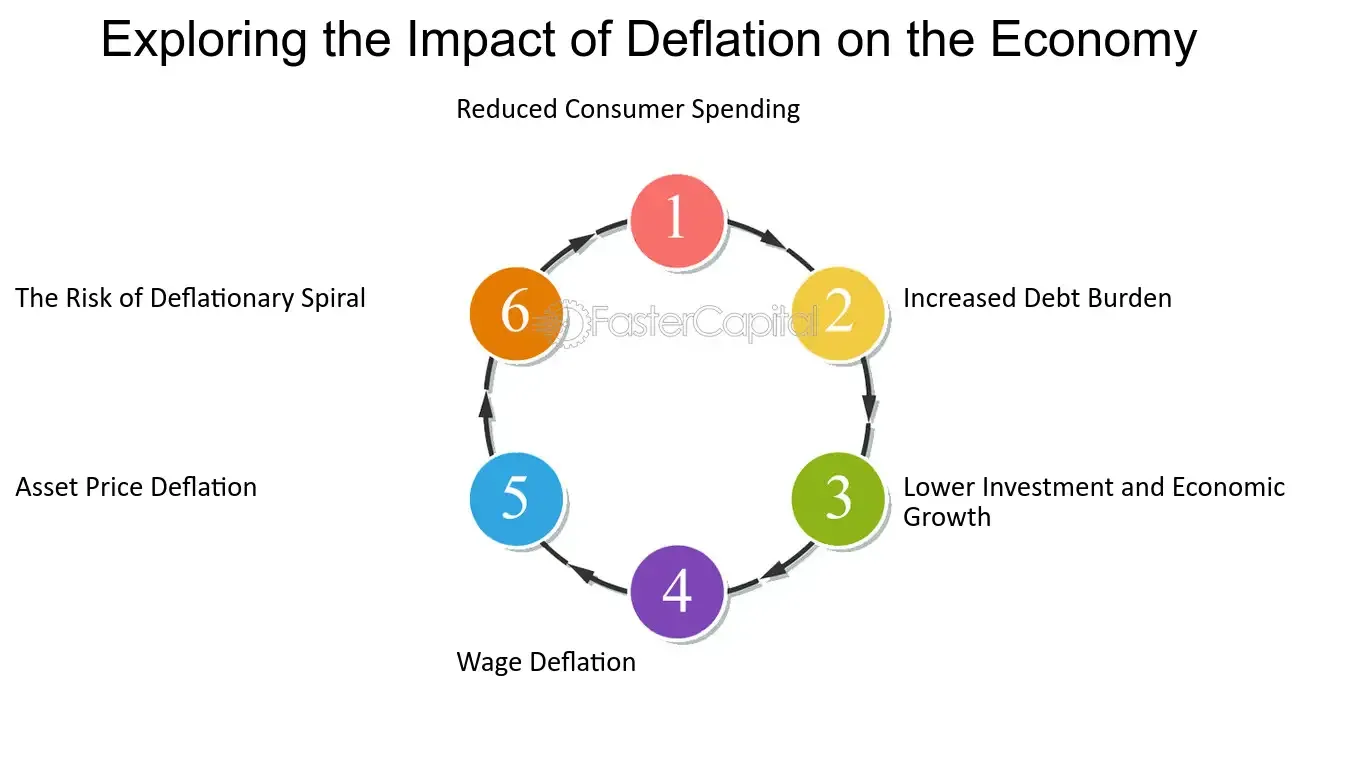 Exploring the Impact of Deflation on the Economy
Reduced Consumer Spending
1
2
Increased Debt Burden
3
Lower Investment and Economic
Growth
4
Wage Deflation
5
Asset Price Deflation
6
The Risk of Deflationary Spiral
FasterCapital